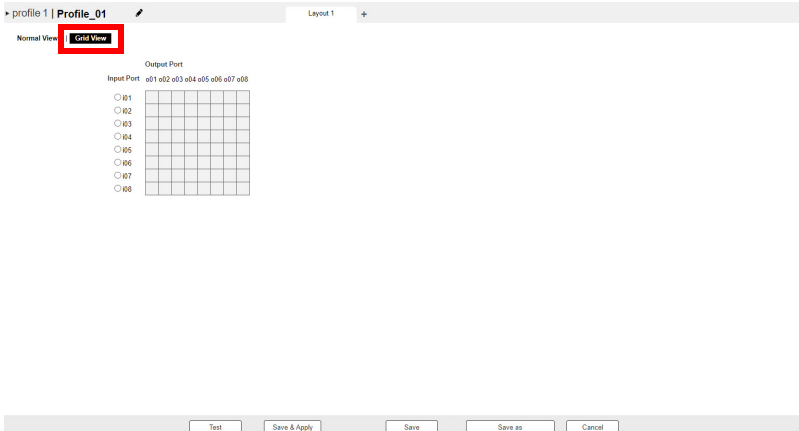 profile 1 | Profile_01
Layout 1 +
Normal View | Grid View
Output Port
Input Port o01 o02 o03 o04 o05 o06 o07 o08
i01
i02
i03
i04
i05
i06
i07
i08
Test Save & Apply Save Save as Cancel